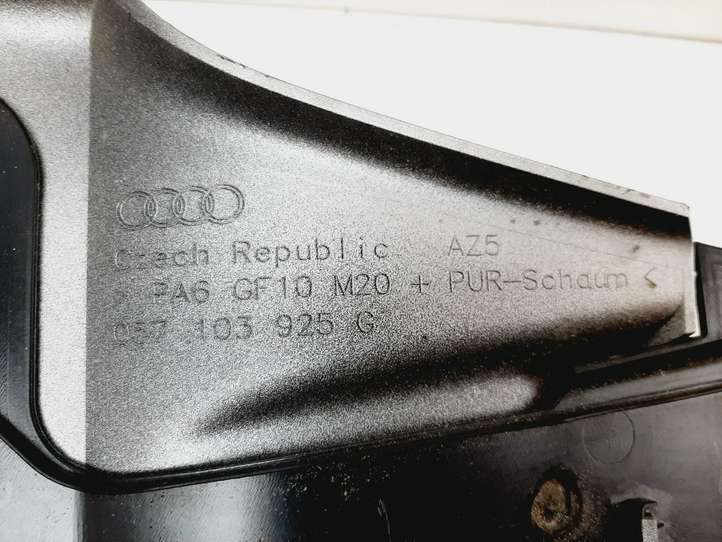 Czech Republic AZ5
> PA6 GF10 M20 + PUR-Schaum <
057 103 925 G